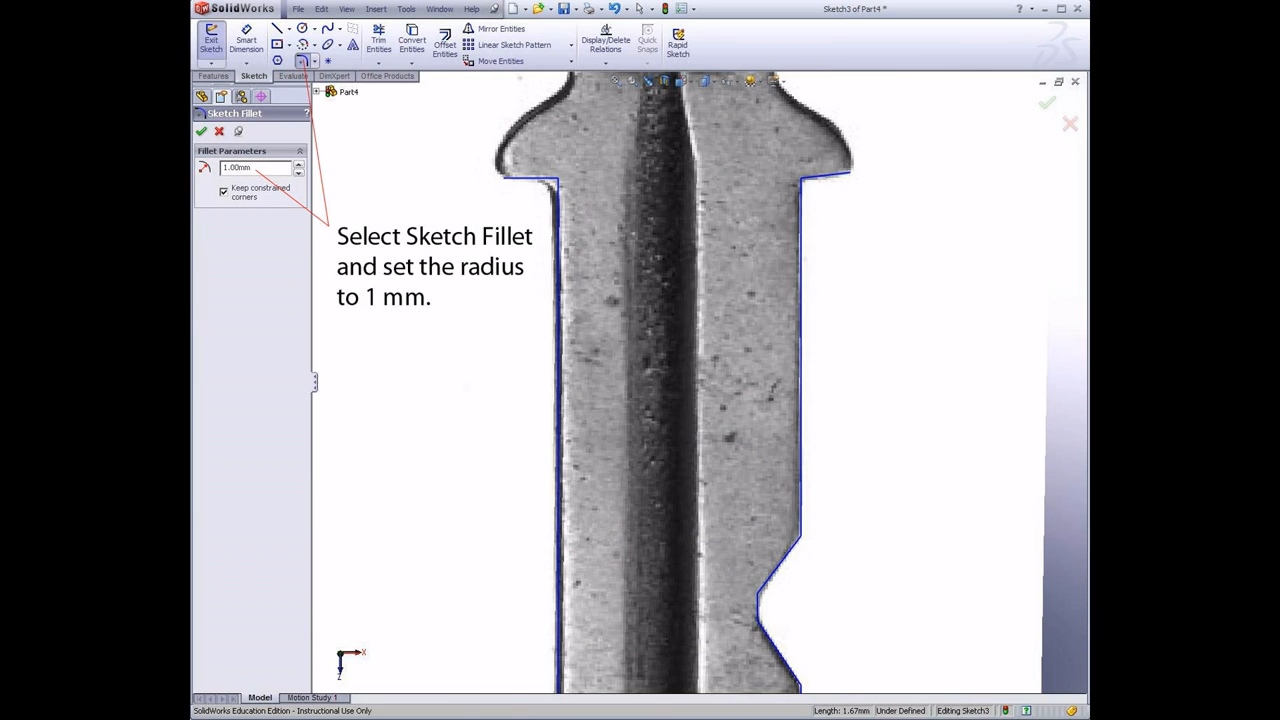 SolidWorks File Edit View Insert Tools Window Help Sketch3 of Part4 *
Exit Sketch
Smart Dimension
Trim Entities
Convert Entities
Offset Entities
Mirror Entities
Linear Sketch Pattern
Move Entities
Display/Delete Relations
Quick Snaps
Rapid Sketch
Features Sketch Evaluate DimXpert Office Products
Part4
Sketch Fillet ?
Fillet Parameters
1.00mm
Keep constrained
corners
Select Sketch Fillet
and set the radius
to 1 mm.
X
Z
Model Motion Study 1
SolidWorks Education Edition - Instructional Use Only Length: 1.67mm Under Defined Editing Sketch3